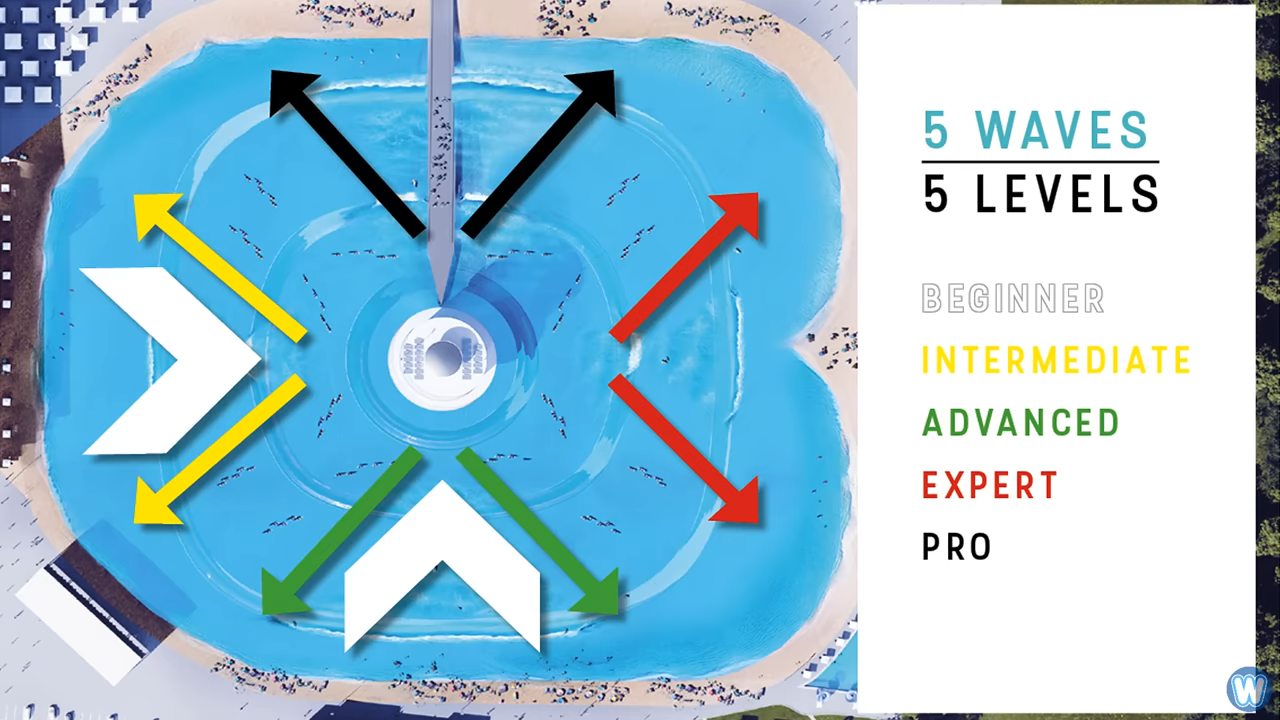 5 WAVES
5 LEVELS
BEGINNER
INTERMEDIATE
ADVANCED
EXPERT
PRO
W